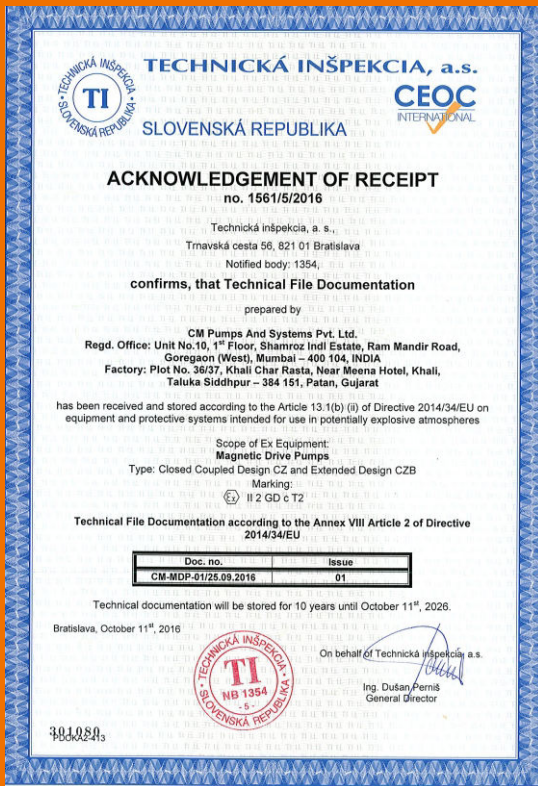 TECHNICKÁ INŠPEKCIA
TI
SLOVENSKÁ REPUBLIKA
TECHNICKÁ INŠPEKCIA, a.s.
CEOC
INTERNATIONAL
SLOVENSKÁ REPUBLIKA
ACKNOWLEDGEMENT OF RECEIPT
no. 1561/5/2016
Technická inšpekcia, a. s.,
Trnavská cesta 56, 821 01 Bratislava
Notified body: 1354,
confirms, that Technical File Documentation
prepared by
CM Pumps And Systems Pvt. Ltd.
Regd. Office: Unit No.10, 1st Floor, Shamroz Indl Estate, Ram Mandir Road,
Goregaon (West), Mumbai – 400 104, INDIA
Factory: Plot No. 36/37, Khali Char Rasta, Near Meena Hotel, Khali,
Taluka Siddhpur – 384 151, Patan, Gujarat
has been received and stored according to the Article 13.1(b) (ii) of Directive 2014/34/EU on
equipment and protective systems intended for use in potentially explosive atmospheres
Scope of Ex Equipment:
Magnetic Drive Pumps
Type: Closed Coupled Design CZ and Extended Design CZB
Marking:
Ex II 2 GD c T2
Technical File Documentation according to the Annex VIII Article 2 of Directive
2014/34/EU
Doc. no. Issue
CM-MDP-01/25.09.2016 01
Technical documentation will be stored for 10 years until October 11st, 2026.
Bratislava, October 11st, 2016
TECHNICKÁ INŠPEKCIA
TI
NB 1354
- 5 -
SLOVENSKÁ REPUBLIKA
On behalf of Technická inšpekcia, a.s.
Ing. Dušan Perniš
General Director
301080
PDUKA2-413